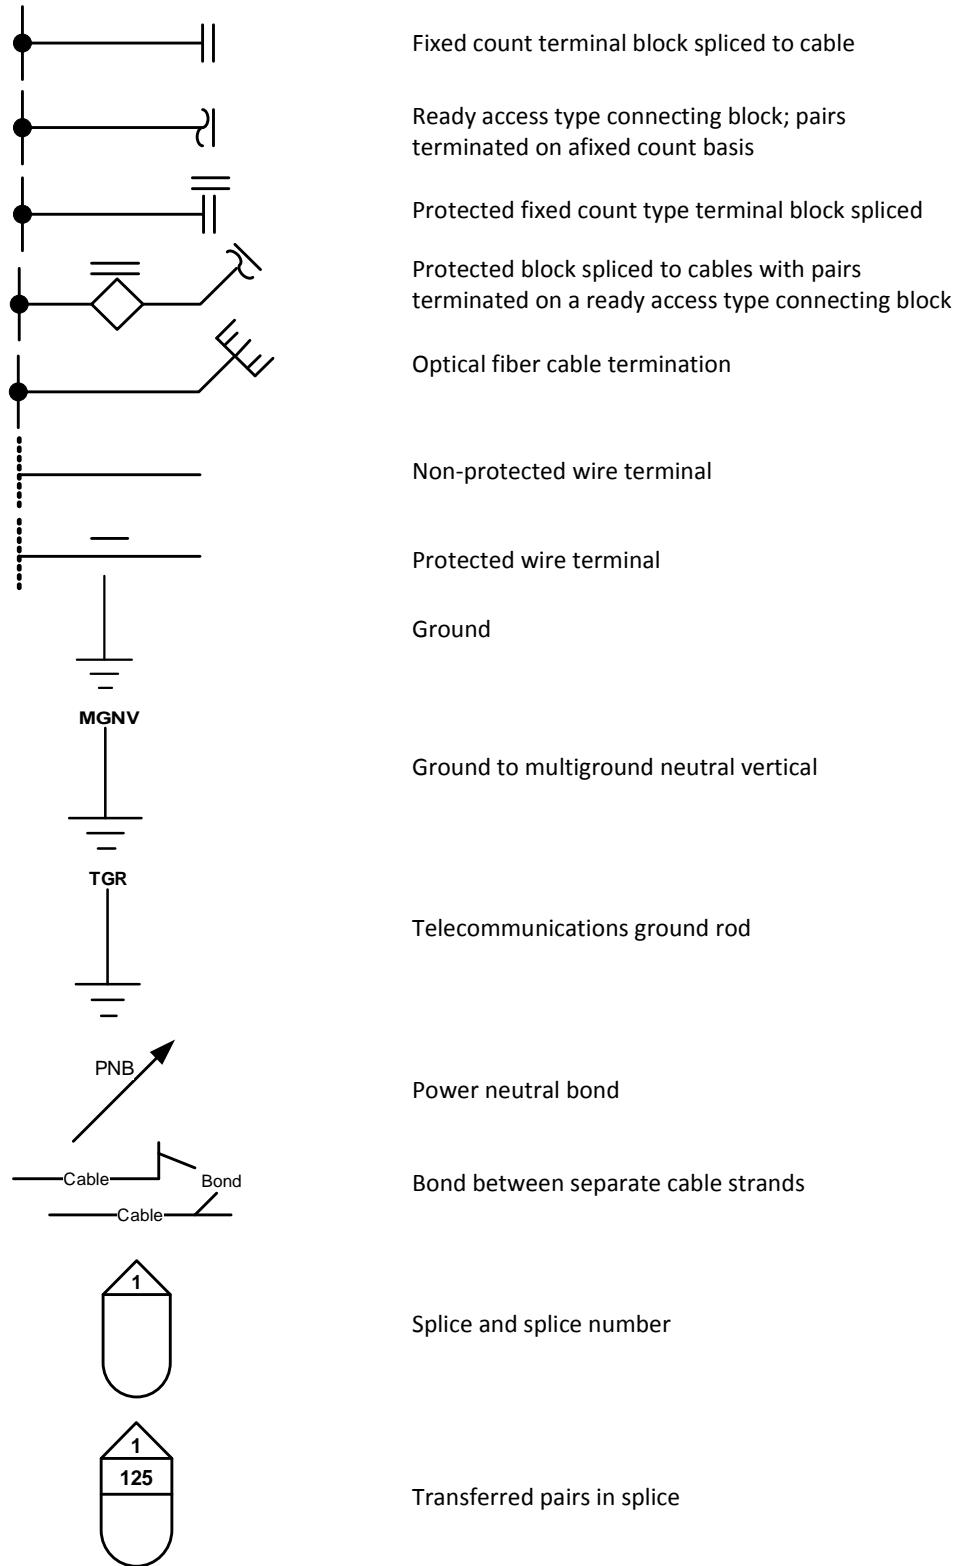 Fixed count terminal block spliced to cable
Ready access type connecting block; pairs
terminated on afixed count basis
Protected fixed count type terminal block spliced
Protected block spliced to cables with pairs
terminated on a ready access type connecting block
Optical fiber cable termination
Non-protected wire terminal
Protected wire terminal
Ground
MGNV
Ground to multiground neutral vertical
TGR
Telecommunications ground rod
PNB
Power neutral bond
Cable
Bond
Cable
Bond between separate cable strands
1
Splice and splice number
1
125
Transferred pairs in splice